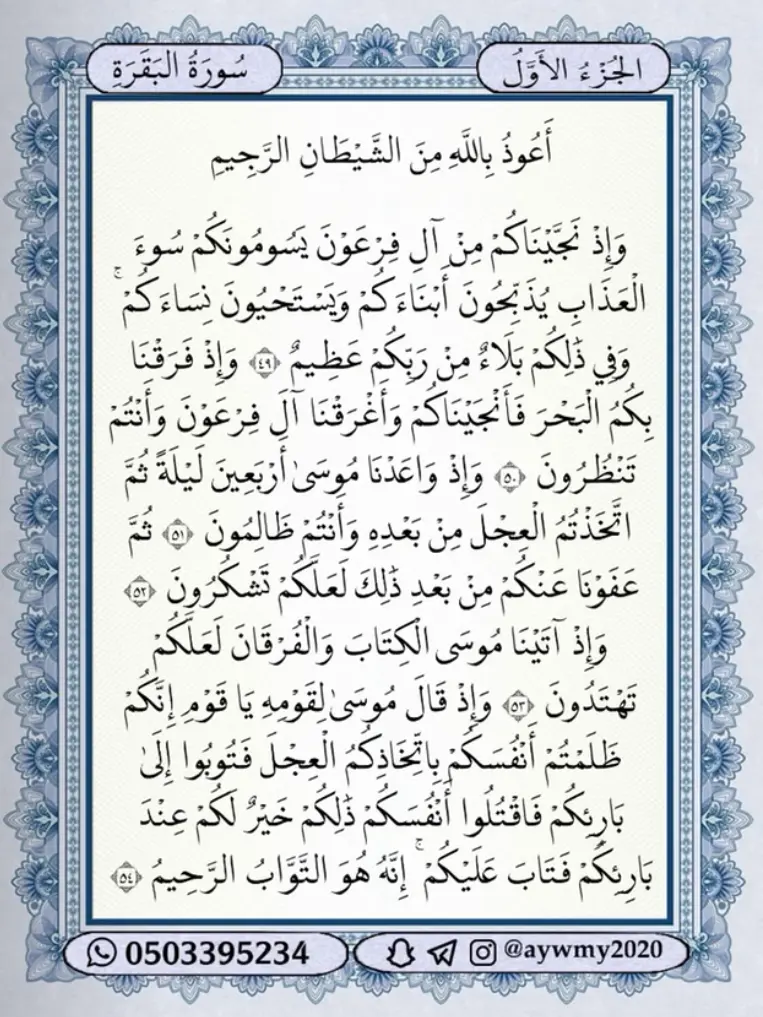 الجُزْءُ الأَوَّلُ
سُورَةُ البَقَرَةِ
أَعُوذُ بِاللَّهِ مِنَ الشَّيْطَانِ الرَّجِيمِ
وَإِذْ نَجَّيْنَاكُمْ مِنْ آلِ فِرْعَوْنَ يَسُومُونَكُمْ سُوءَ
الْعَذَابِ يُذَبِّحُونَ أَبْنَاءَكُمْ وَيَسْتَحْيُونَ نِسَاءَكُمْ ۚ
وَفِي ذَٰلِكُمْ بَلَاءٌ مِنْ رَبِّكُمْ عَظِيمٌ ﴿٤٩﴾ وَإِذْ فَرَقْنَا
بِكُمُ الْبَحْرَ فَأَنْجَيْنَاكُمْ وَأَغْرَقْنَا آلَ فِرْعَوْنَ وَأَنْتُمْ
تَنْظُرُونَ ﴿٥٠﴾ وَإِذْ وَاعَدْنَا مُوسَىٰ أَرْبَعِينَ لَيْلَةً ثُمَّ
اتَّخَذْتُمُ الْعِجْلَ مِنْ بَعْدِهِ وَأَنْتُمْ ظَالِمُونَ ﴿٥١﴾ ثُمَّ
عَفَوْنَا عَنْكُمْ مِنْ بَعْدِ ذَٰلِكَ لَعَلَّكُمْ تَشْكُرُونَ ﴿٥٢﴾
وَإِذْ آتَيْنَا مُوسَى الْكِتَابَ وَالْفُرْقَانَ لَعَلَّكُمْ
تَهْتَدُونَ ﴿٥٣﴾ وَإِذْ قَالَ مُوسَىٰ لِقَوْمِهِ يَا قَوْمِ إِنَّكُمْ
ظَلَمْتُمْ أَنْفُسَكُمْ بِاتِّخَاذِكُمُ الْعِجْلَ فَتُوبُوا إِلَىٰ
بَارِئِكُمْ فَاقْتُلُوا أَنْفُسَكُمْ ذَٰلِكُمْ خَيْرٌ لَكُمْ عِنْدَ
بَارِئِكُمْ فَتَابَ عَلَيْكُمْ ۚ إِنَّهُ هُوَ التَّوَّابُ الرَّحِيمُ ﴿٥٤﴾
0503395234
@aywmy2020